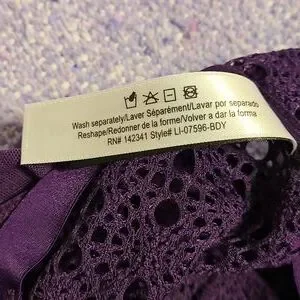 Wash separately/Laver Séparément/Lavar por separado
Reshape/Redonner de la forme/Volver a dar la forma
RN# 142341 Style# LI-07596-BDY